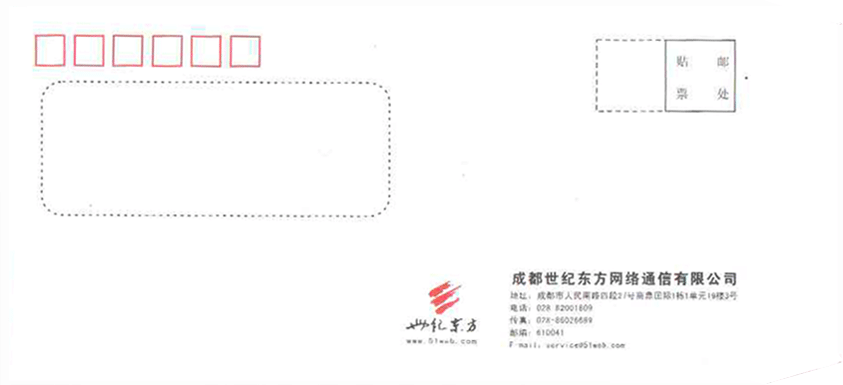 贴 邮
票 处
成都世纪东方网络通信有限公司
地址：成都市人民南路四段27号商鼎国际1栋1单元19楼3号
电话：028 82001609
世纪东方
传真：028-86026689
邮编：610041
www.51web.com
E-mail：service@51web.com